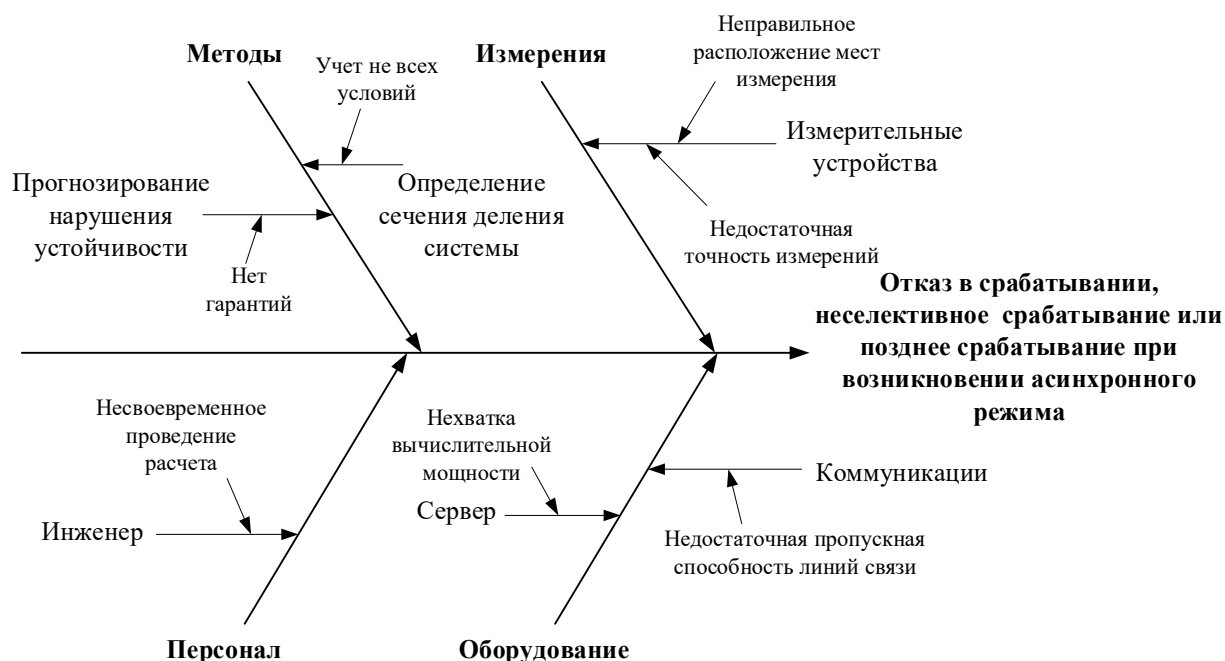 Методы
Учет не всех
условий
Прогнозирование
нарушения
устойчивости
Нет
гарантий
Определение
сечения деления
системы
Измерения
Неправильное
расположение мест
измерения
Измерительные
устройства
Недостаточная
точность измерений
Отказ в срабатывании,
неселективное срабатывание или
позднее срабатывание при
возникновении асинхронного
режима
Несвоевременное
проведение
расчета
Инженер
Персонал
Нехватка
вычислительной
мощности
Сервер
Коммуникации
Недостаточная пропускная
способность линий связи
Оборудование